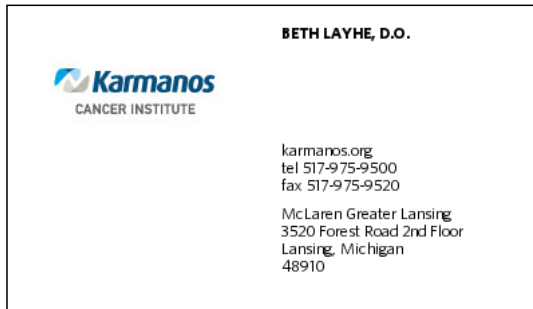 BETH LAYHE, D.O.
Karmanos
CANCER INSTITUTE
karmanos.org
tel 517-975-9500
fax 517-975-9520
McLaren Greater Lansing
3520 Forest Road 2nd Floor
Lansing, Michigan
48910